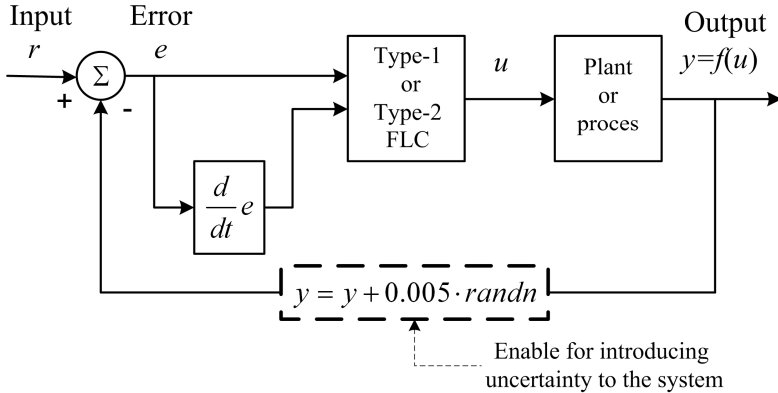 Input
r
Error
e
Σ
+
-
Type-1
or
Type-2
FLC
u
Plant
or
proces
Output
y=f(u)
d/dt e
y = y + 0.005 · randn
Enable for introducing
uncertainty to the system